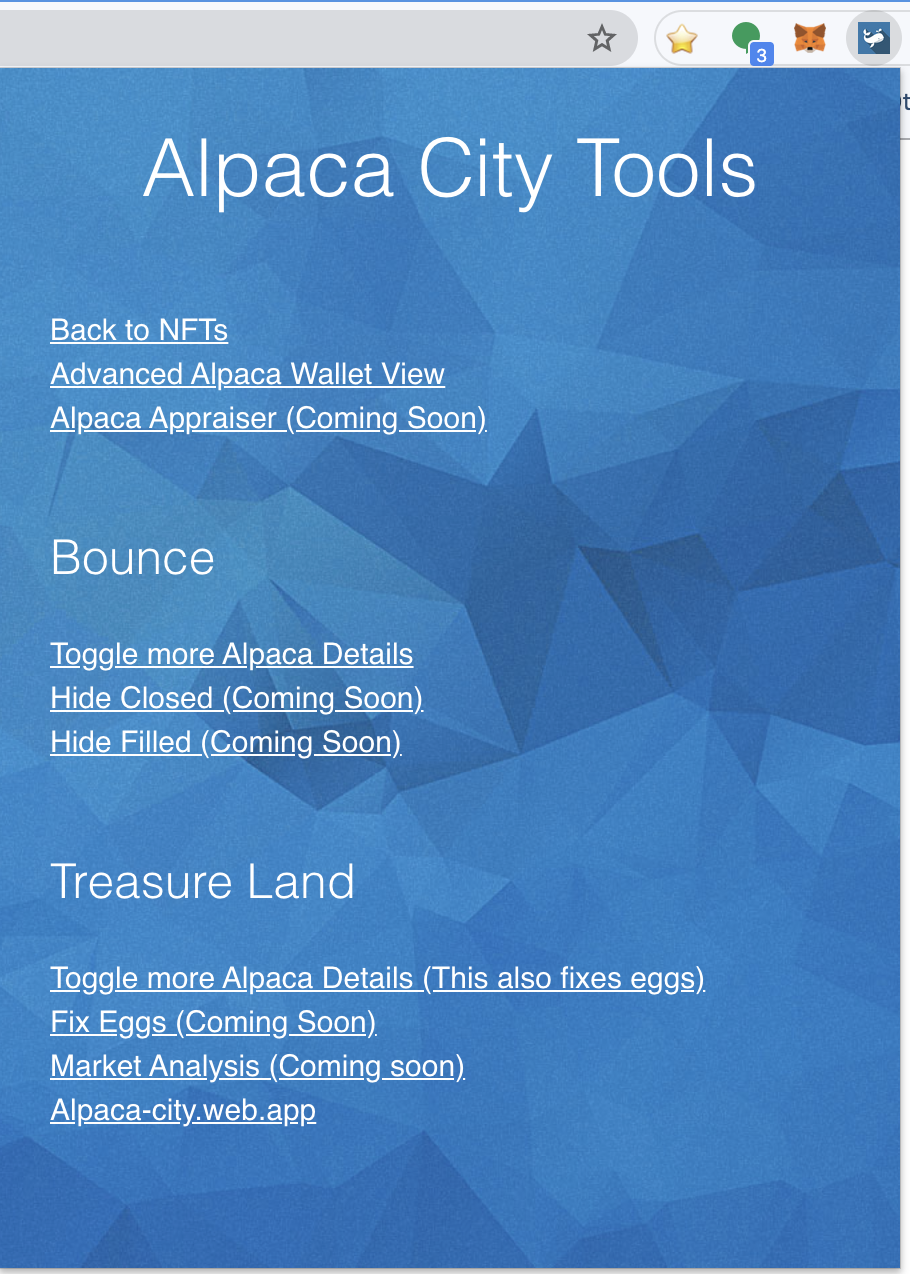 3
Alpaca City Tools
Back to NFTs
Advanced Alpaca Wallet View
Alpaca Appraiser (Coming Soon)
Bounce
Toggle more Alpaca Details
Hide Closed (Coming Soon)
Hide Filled (Coming Soon)
Treasure Land
Toggle more Alpaca Details (This also fixes eggs)
Fix Eggs (Coming Soon)
Market Analysis (Coming soon)
Alpaca-city.web.app